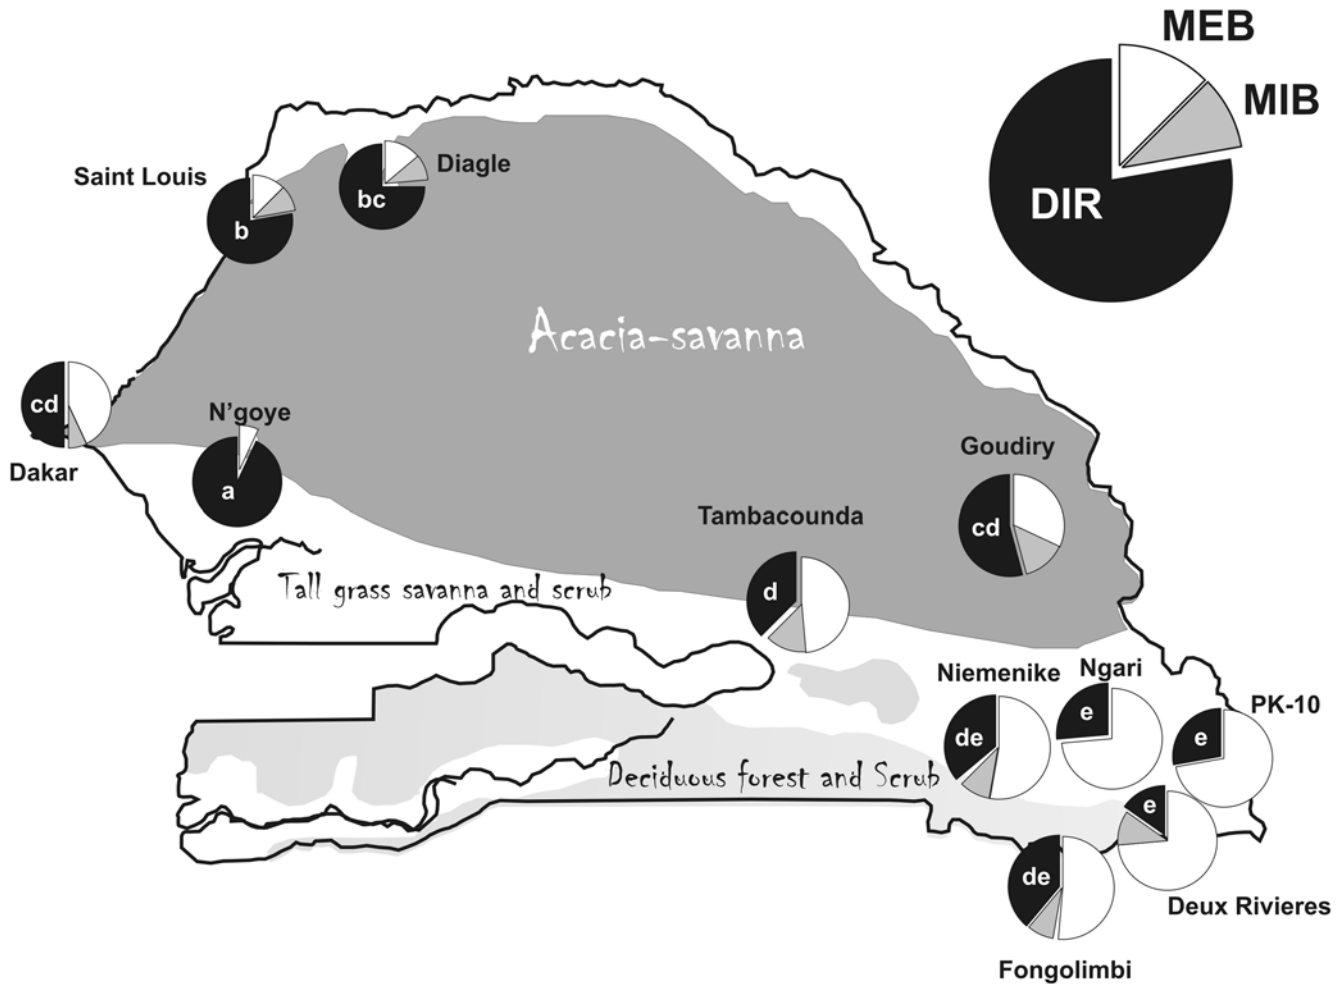 MEB
MIB
DIR
Saint Louis
b
Diagle
bc
Acacia-savanna
cd
Dakar
N'goye
a
Goudiry
cd
Tambacounda
d
Tall grass savanna and scrub
Niemenike
de
Ngari
e
PK-10
e
Deciduous forest and Scrub
e
Deux Rivieres
de
Fongolimbi